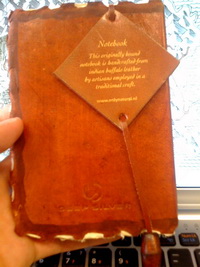 Notebook
This originally bound
notebook is handcrafted from
indian buffalo leather
by artisans employed in a
traditional craft.